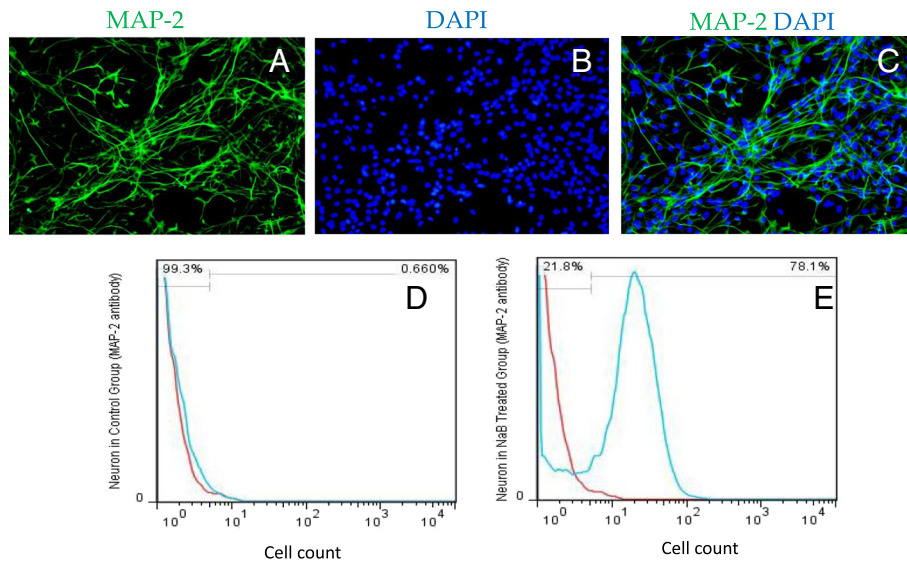 MAP-2
DAPI
MAP-2 DAPI
A
B
C
99.3%
0.660%
D
Neuron in Control Group (MAP-2 antibody)
0
10⁰
10¹
10²
10³
10⁴
Cell count
21.8%
78.1%
E
Neuron in NaB Treated Group (MAP-2 antibody)
0
10⁰
10¹
10²
10³
10⁴
Cell count